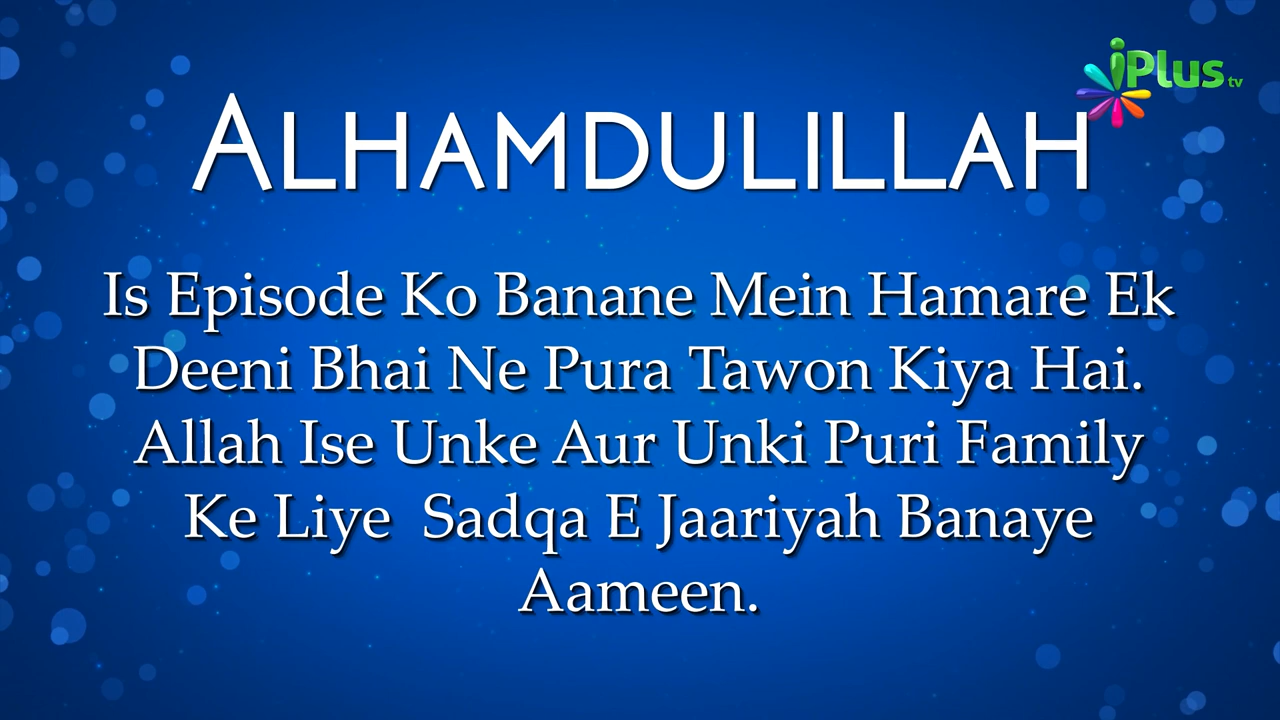 iPlus tv
ALHAMDULILLAH
Is Episode Ko Banane Mein Hamare Ek
Deeni Bhai Ne Pura Tawon Kiya Hai.
Allah Ise Unke Aur Unki Puri Family
Ke Liye  Sadqa E Jaariyah Banaye
Aameen.